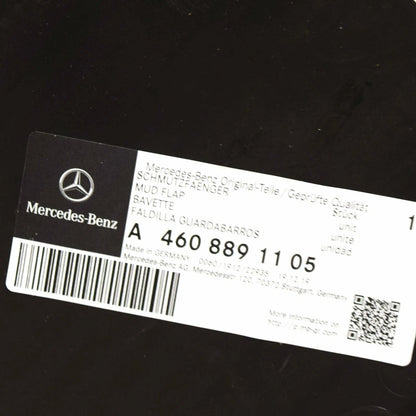 Mercedes-Benz
Mercedes-Benz Original-Teile/Geprüfte Qualität
SCHMUTZFAENGER Stück 1
MUD FLAP unit
BAVETTE unite
FALDILLA GUARDABARROS unidad
A 460 889 11 05
Made in GERMANY
Mercedes-Benz AG, Mercedesstr. 120, 70372 Stuttgart, Germany
More information on